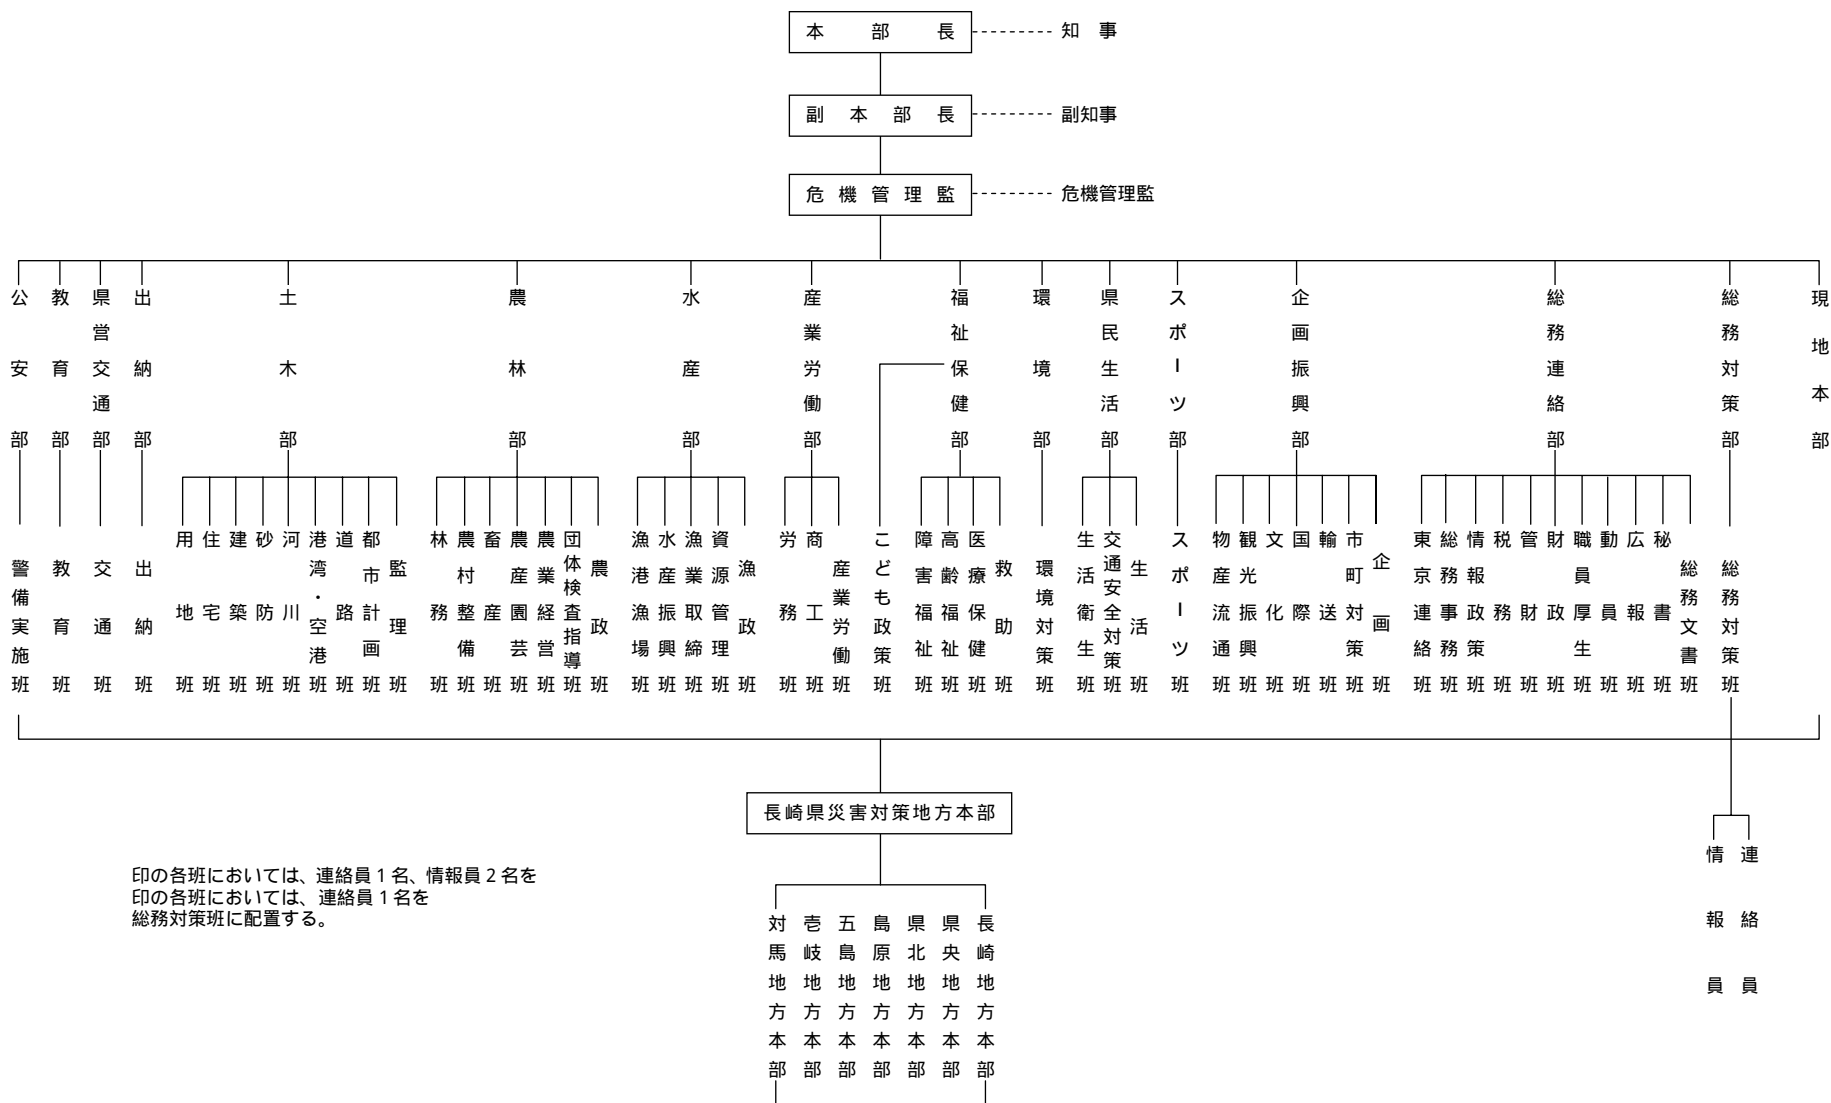 本部長
知事
副本部長
副知事
危機管理監
危機管理監
現地本部
総務対策部
総務連絡部
企画振興部
スポーツ部
県民生活部
環境部
福祉保健部
産業労働部
水産部
農林部
土木部
出納部
県営交通部
教育部
公安部
総務対策班
総務文書班
秘書班
広報班
動員班
職員厚生班
財政班
管財班
税務班
情報政策班
総務事務班
東京連絡班
企画班
市町対策班
輸送班
国際班
文化班
観光振興班
物産流通班
スポーツ班
生活班
交通安全対策班
生活衛生班
環境対策班
救助班
医療保健班
高齢福祉班
障害福祉班
こども政策班
産業労働班
商工班
労務班
漁政班
資源管理班
漁業取締班
水産振興班
漁港漁場班
農政班
団体検査指導班
農業経営班
農産園芸班
畜産班
農村整備班
林務班
監理班
都市計画班
道路班
港湾・空港班
河川班
砂防班
建築班
住宅班
用地班
出納班
交通班
教育班
警備実施班
長崎県災害対策地方本部
連絡員
情報員
印の各班においては、連絡員1名、情報員2名を
印の各班においては、連絡員1名を
総務対策班に配置する。
長崎地方本部
県央地方本部
県北地方本部
島原地方本部
五島地方本部
壱岐地方本部
対馬地方本部